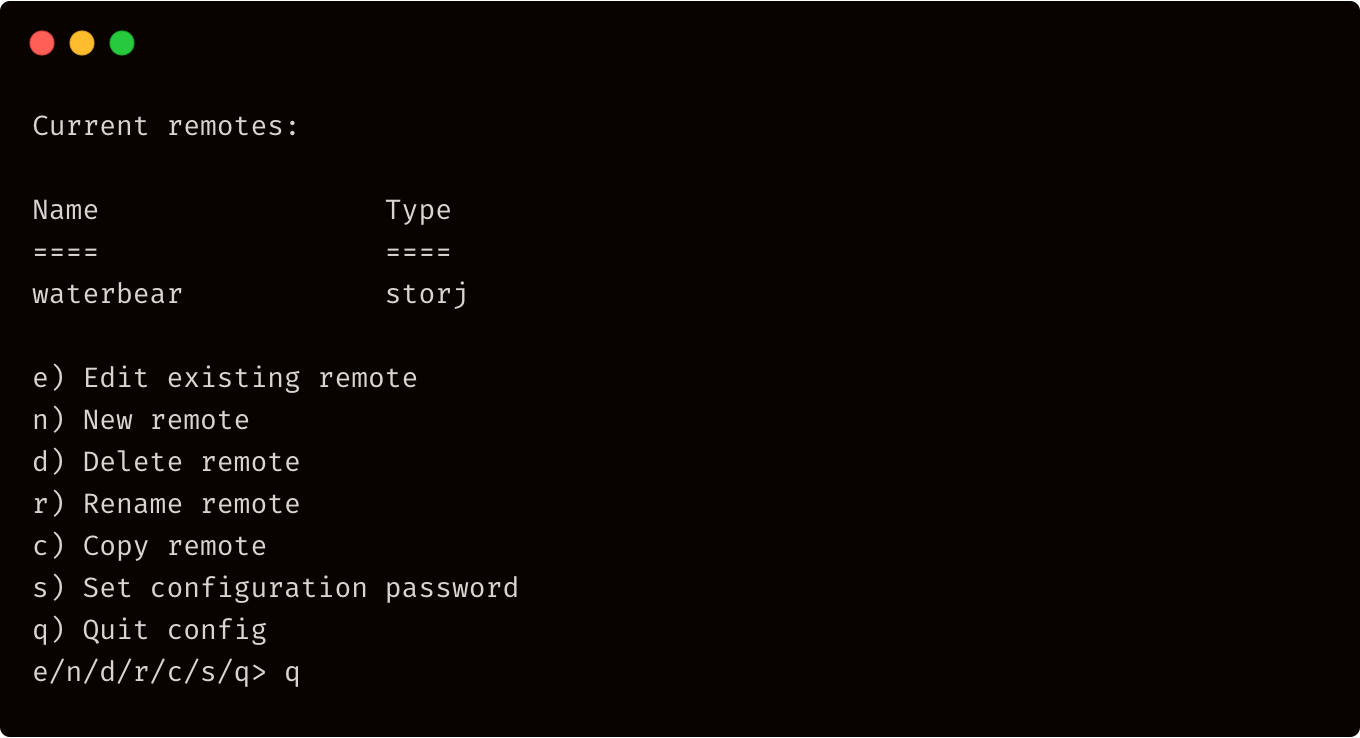 Current remotes:
Name                 Type
====                 ====
waterbear            storj
e) Edit existing remote
n) New remote
d) Delete remote
r) Rename remote
c) Copy remote
s) Set configuration password
q) Quit config
e/n/d/r/c/s/q> q